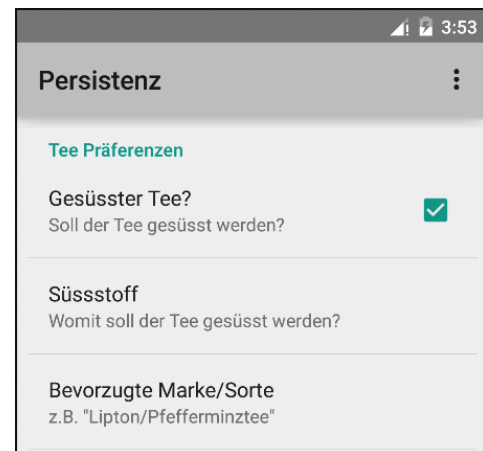 3:53
Persistenz
Tee Präferenzen
Gesüsster Tee?
Soll der Tee gesüsst werden?
Süssstoff
Womit soll der Tee gesüsst werden?
Bevorzugte Marke/Sorte
z.B. "Lipton/Pfefferminztee"